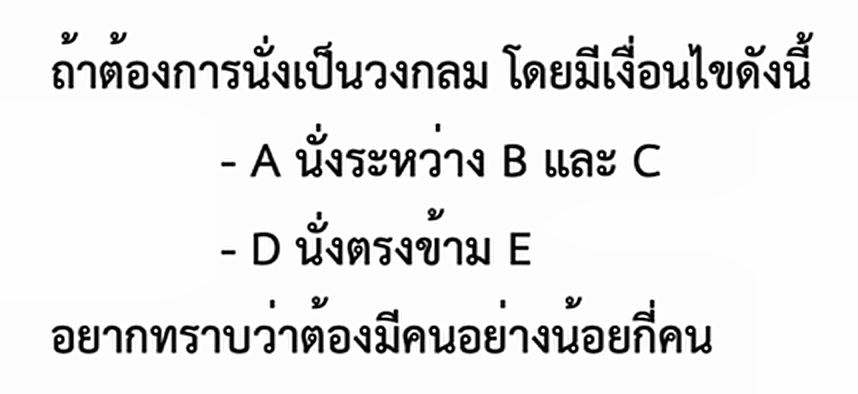 ถ้าต้องการนั่งเป็นวงกลม โดยมีเงื่อนไขดังนี้
- A นั่งระหว่าง B และ C
- D นั่งตรงข้าม E
อยากทราบว่าต้องมีคนอย่างน้อยกี่คน